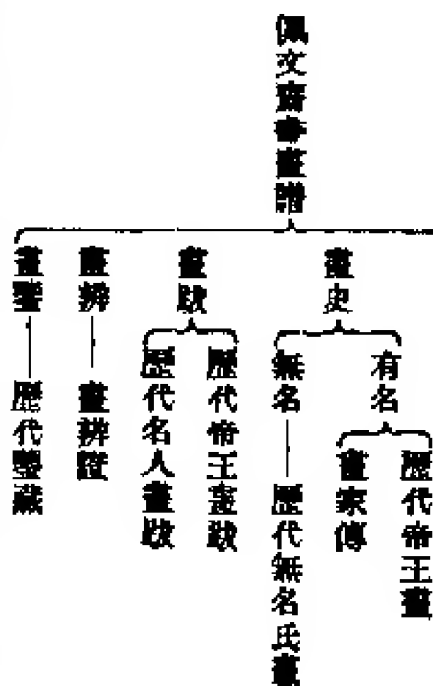 佩文齋書畫譜
畫史
有名
歷代帝王畫
畫家傳
無名
歷代無名氏畫
畫跋
歷代帝王畫跋
歷代名人畫跋
畫辨
畫辨證
畫鑒
歷代鑒藏